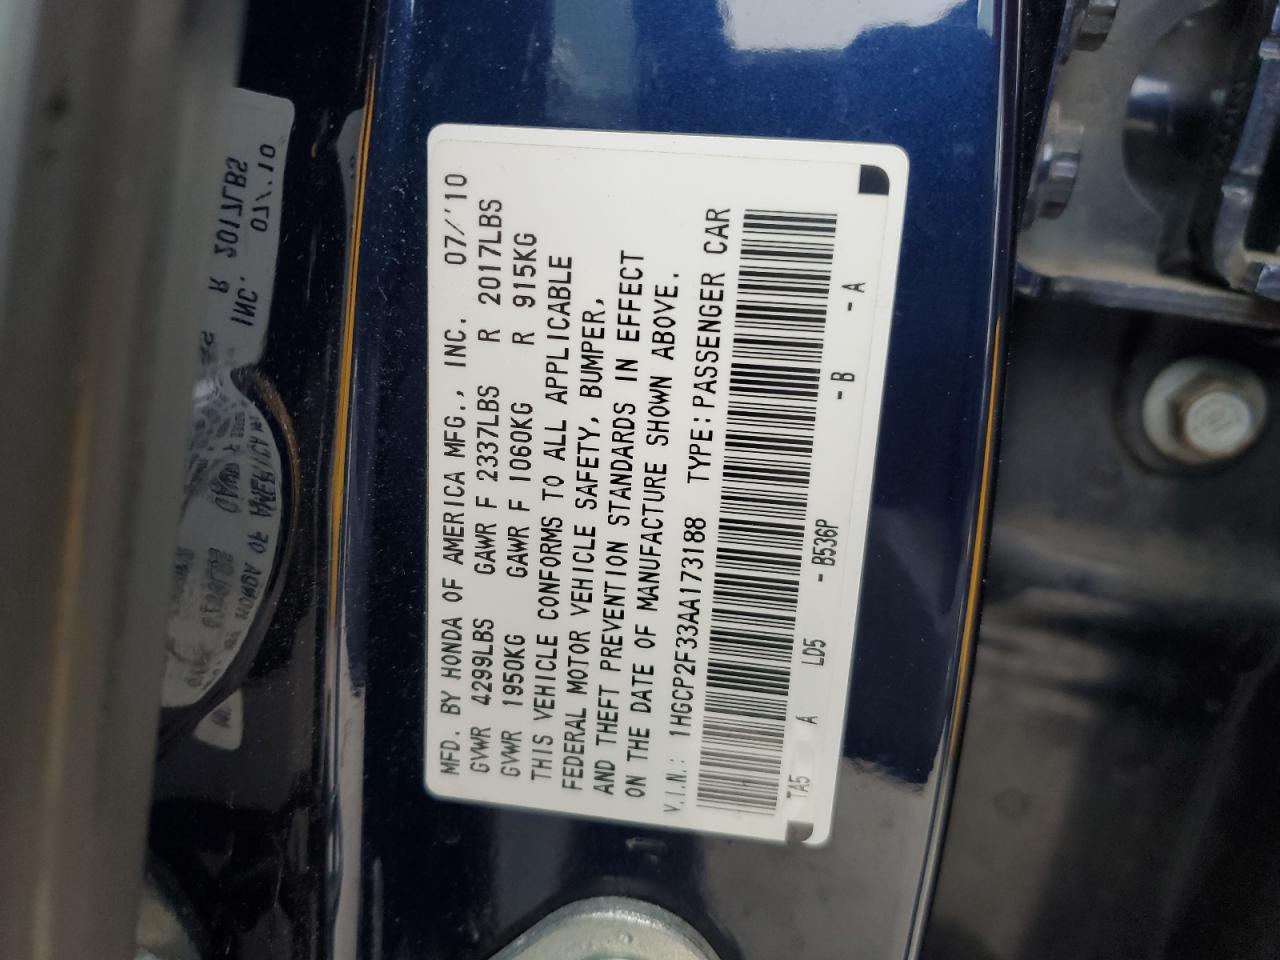 MFD. BY HONDA OF AMERICA MFG., INC. 07/'10
GVWR 4299LBS GAWR F 2337LBS R 2017LBS
GVWR 1950KG GAWR F 1060KG R 915KG
THIS VEHICLE CONFORMS TO ALL APPLICABLE
FEDERAL MOTOR VEHICLE SAFETY, BUMPER,
AND THEFT PREVENTION STANDARDS IN EFFECT
ON THE DATE OF MANUFACTURE SHOWN ABOVE.
V.I.N.: 1HGCP2F33AA173188 TYPE:PASSENGER CAR
TA5 A LD5 - B536P - B - A